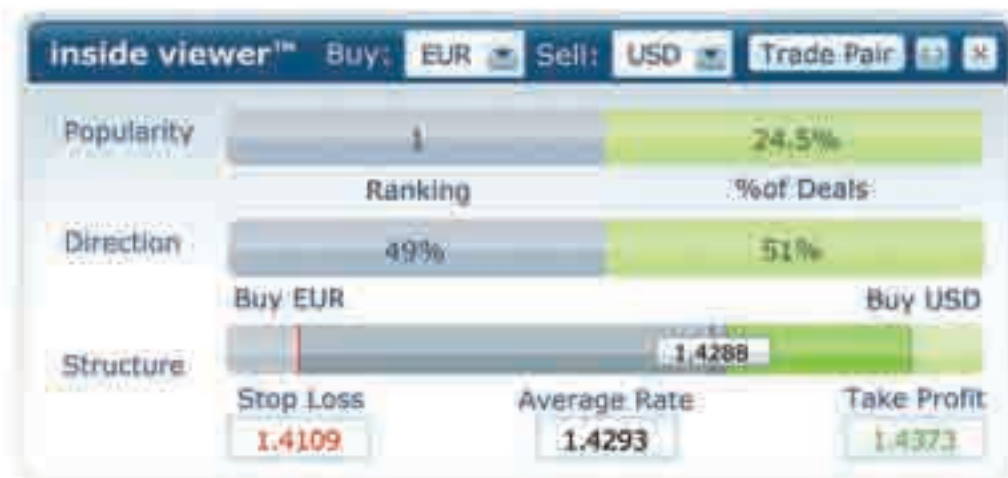 inside viewer™ Buy: EUR Sell: USD Trade Pair
Popularity 1 24.5%
Ranking %of Deals
Direction 49% 51%
Buy EUR Buy USD
Structure 1.4288
Stop Loss Average Rate Take Profit
1.4109 1.4293 1.4373